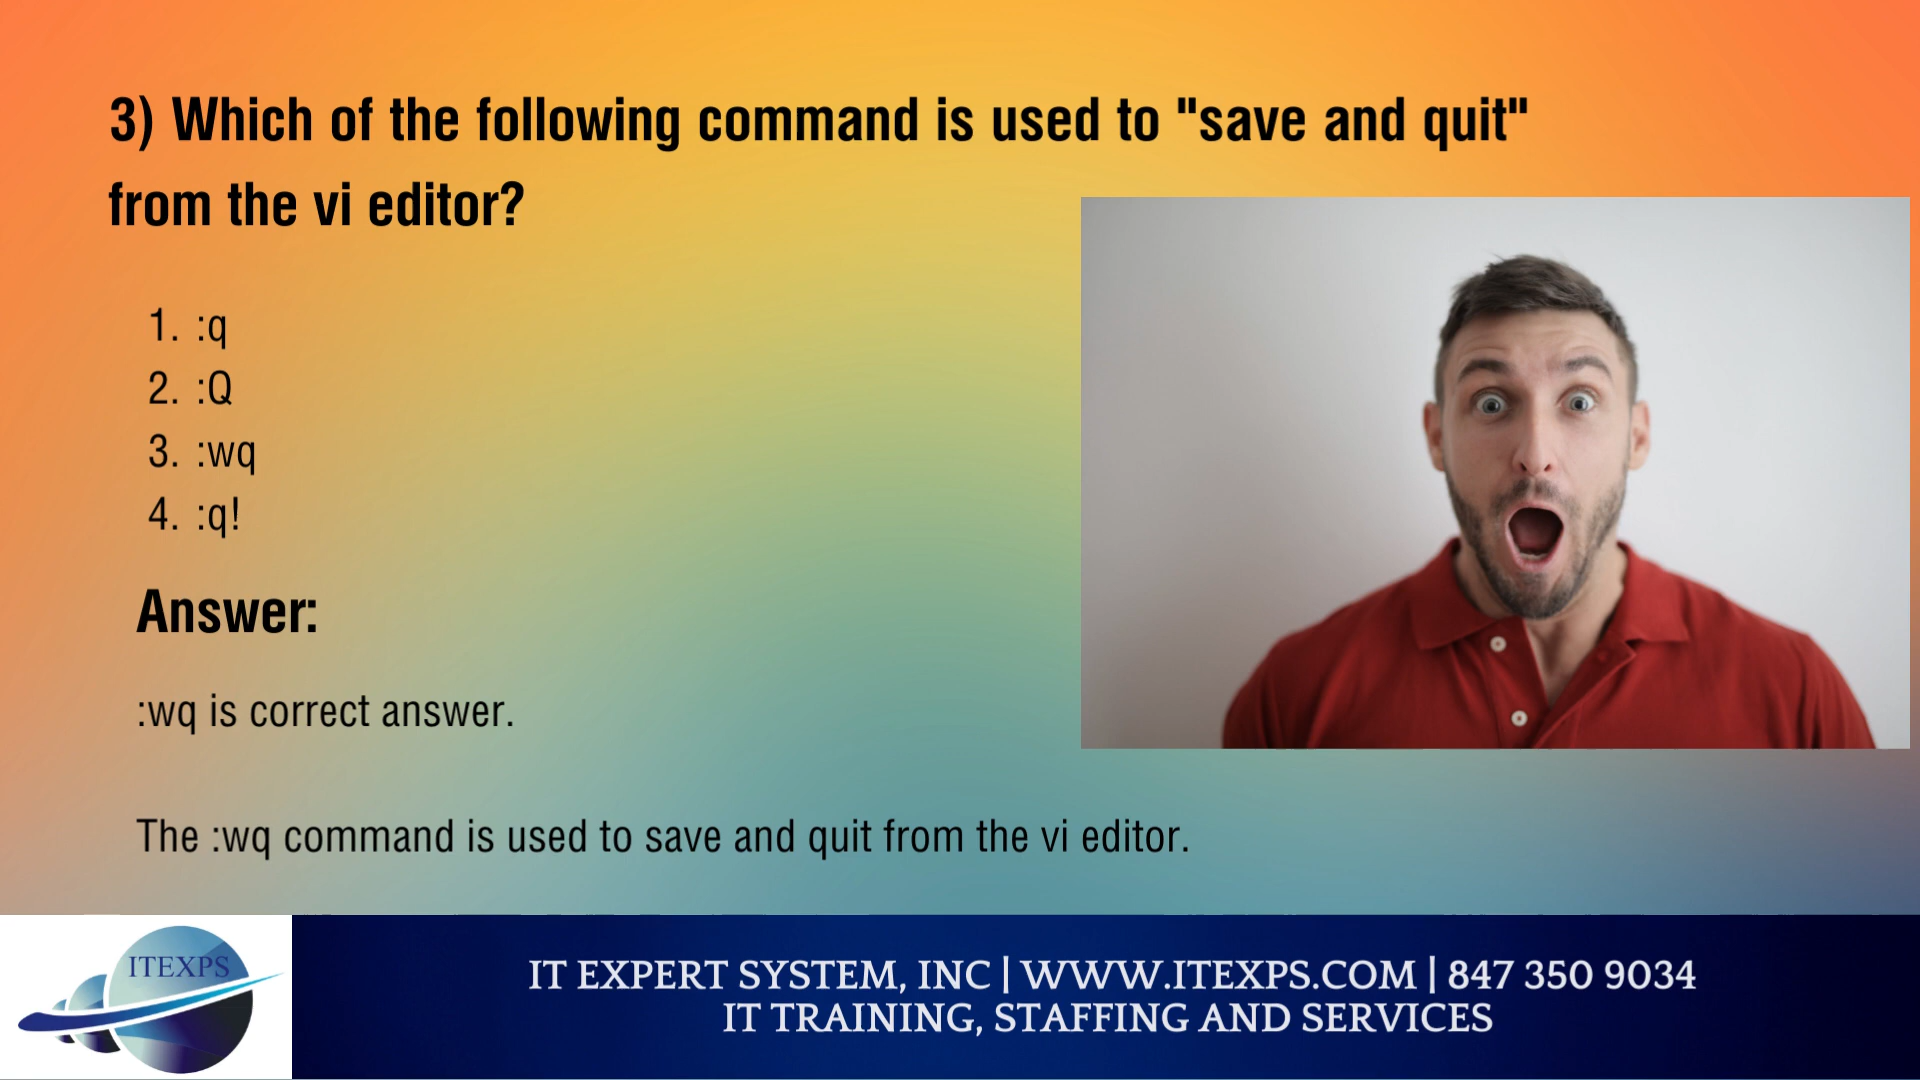 3) Which of the following command is used to "save and quit"
from the vi editor?
1. :q
2. :Q
3. :wq
4. :q!
Answer:
:wq is correct answer.
The :wq command is used to save and quit from the vi editor.
ITEXPS
IT EXPERT SYSTEM, INC | WWW.ITEXPS.COM | 847 350 9034
IT TRAINING, STAFFING AND SERVICES